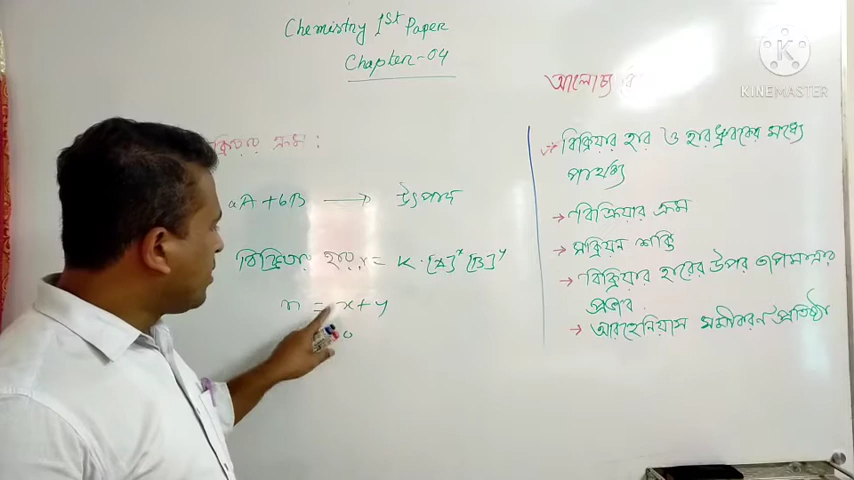 Chemistry 1st Paper
Chapter-04
ক্রম :
aA + bB → উৎপাদ
বিক্রিয়ার হার, r = K·[A]ˣ[B]ʸ
n = x+y
0
আলোচ্য বি
বিক্রিয়ার হার ও হার ধ্রুবকের মধ্যে
পার্থক্য
→ বিক্রিয়ার ক্রম
→ সক্রিয়ন শক্তি
→ বিক্রিয়ার হারের উপর তাপমাত্রার
প্রভাব.
→ আরহেনিয়াস সমীকরণ প্রতিষ্ঠা
KINEMASTER